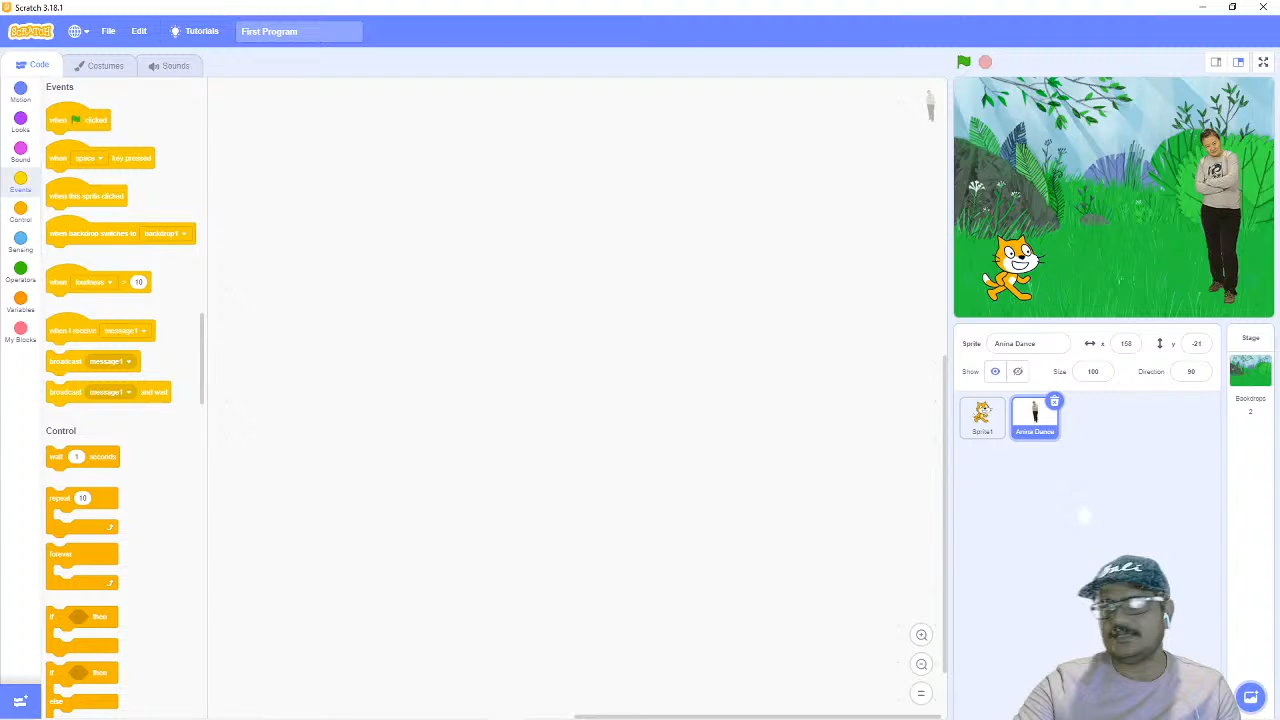 Scratch 3.18.1
SCRATCH
File
Edit
Tutorials
First Program
Code
Costumes
Sounds
Motion
Looks
Sound
Events
Control
Sensing
Operators
Variables
My Blocks
Events
when clicked
when space key pressed
when this sprite clicked
when backdrop switches to backdrop1
when loudness > 10
when I receive message1
broadcast message1
broadcast message1 and wait
Control
wait 1 seconds
repeat 10
forever
if then
if then
else
Sprite Anina Dance x 158 y -21
Show Size 100 Direction 90
Sprite1
Anina Dance
Stage
Backdrops
2